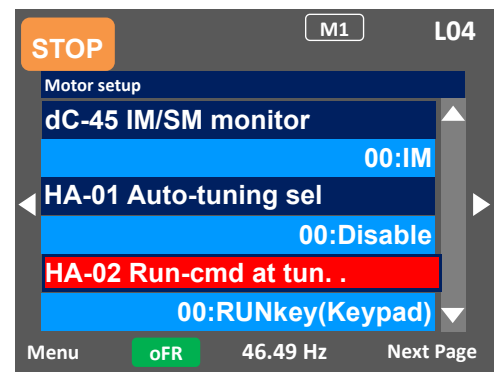 STOP M1 L04
Motor setup
dC-45 IM/SM monitor
00:IM
HA-01 Auto-tuning sel
00:Disable
HA-02 Run-cmd at tun. .
00:RUNkey(Keypad)
Menu oFR 46.49 Hz Next Page